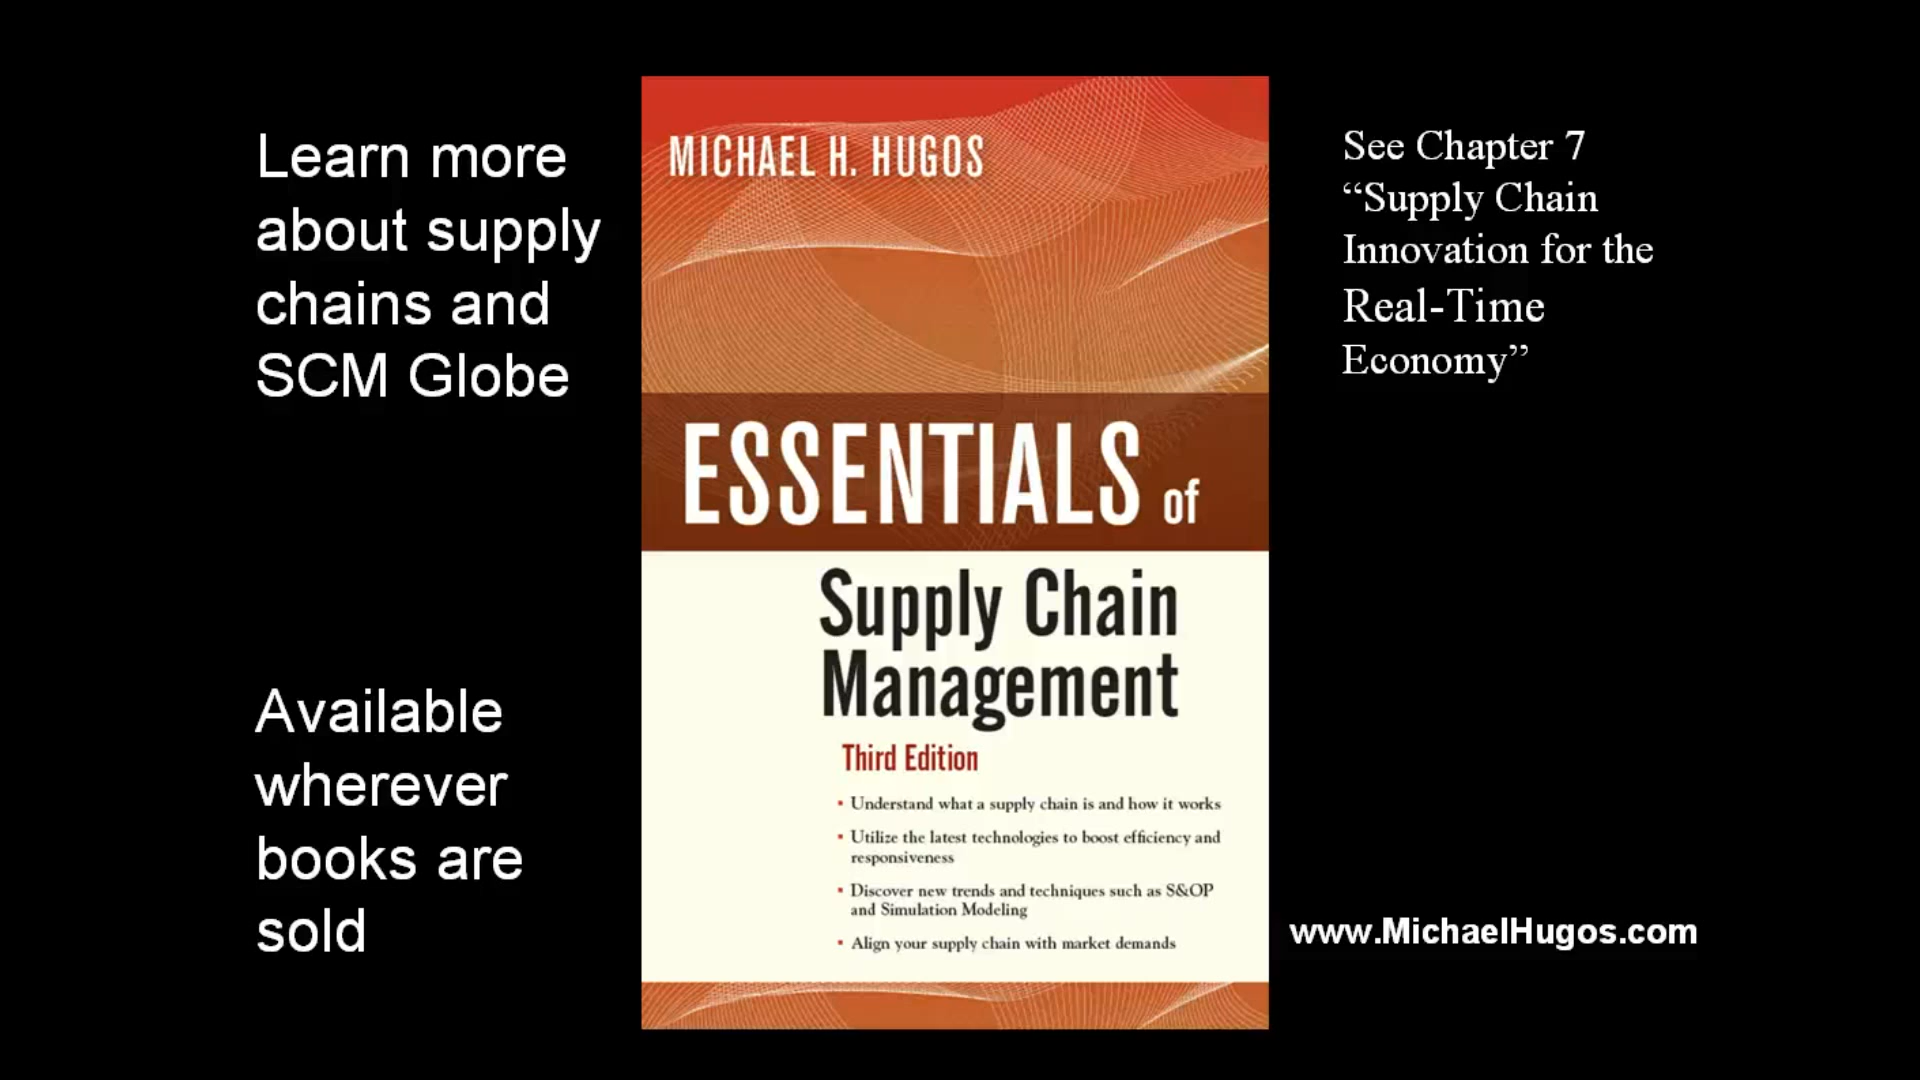 Learn more
about supply
chains and
SCM Globe
Available
wherever
books are
sold
MICHAEL H. HUGOS
ESSENTIALS of
Supply Chain
Management
Third Edition
▪ Understand what a supply chain is and how it works
▪ Utilize the latest technologies to boost efficiency and
responsiveness
▪ Discover new trends and techniques such as S&OP
and Simulation Modeling
▪ Align your supply chain with market demands
See Chapter 7
“Supply Chain
Innovation for the
Real-Time
Economy”
www.MichaelHugos.com